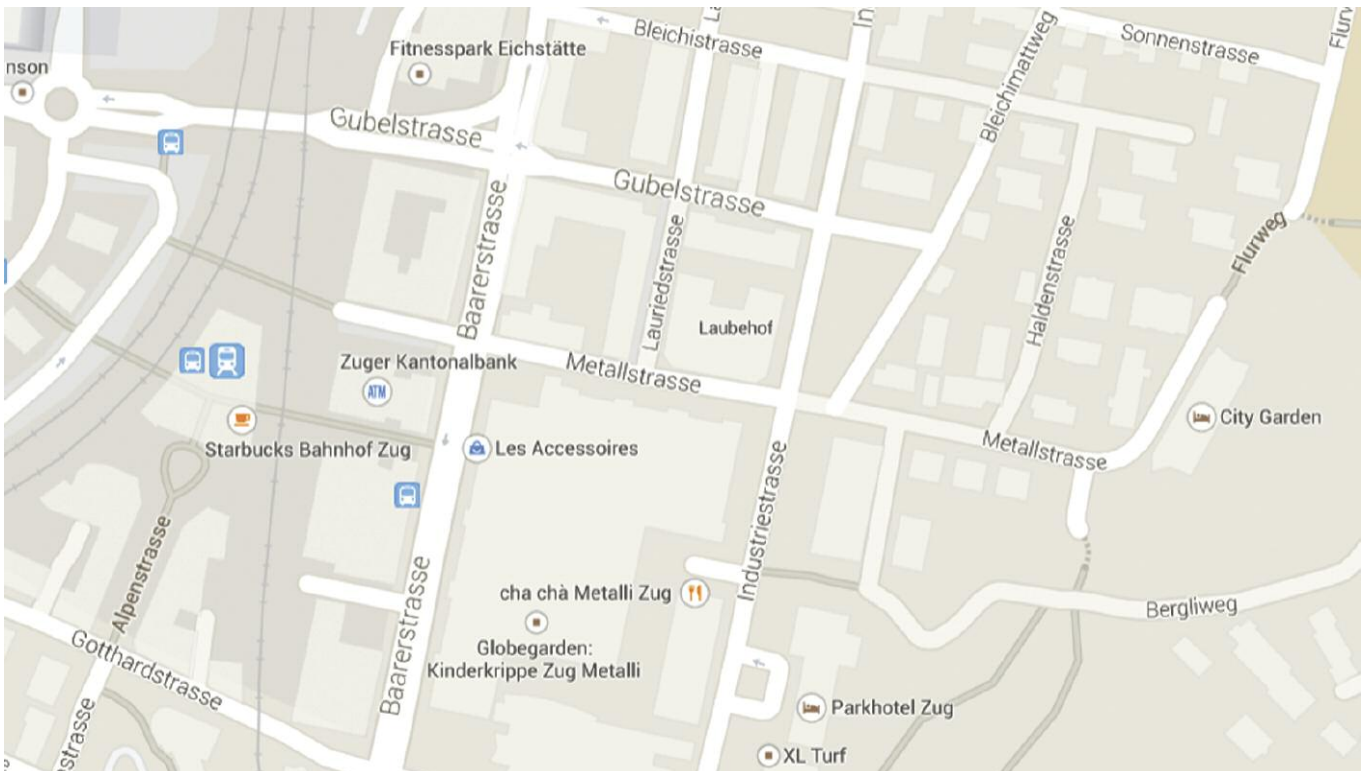 Bleichistrasse
Sonnenstrasse
Fitnesspark Eichstätte
nson
Bleichimattweg
Gubelstrasse
Gubelstrasse
Baarerstrasse
Lauriedstrasse
Flurweg
Haldenstrasse
Laubehof
Zuger Kantonalbank
ATM
Metallstrasse
City Garden
Starbucks Bahnhof Zug
Les Accessoires
Metallstrasse
Industriestrasse
Alpenstrasse
cha chà Metalli Zug
Bergliweg
Globegarden:
Kinderkrippe Zug Metalli
Baarerstrasse
Gotthardstrasse
Parkhotel Zug
XL Turf